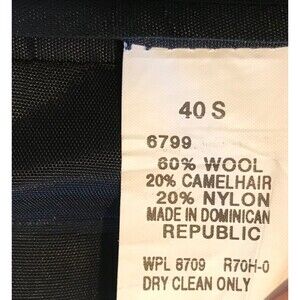 40 S
6799
60% WOOL
20% CAMELHAIR
20% NYLON
MADE IN DOMINICAN
REPUBLIC
WPL 8709 R70H-0
DRY CLEAN ONLY